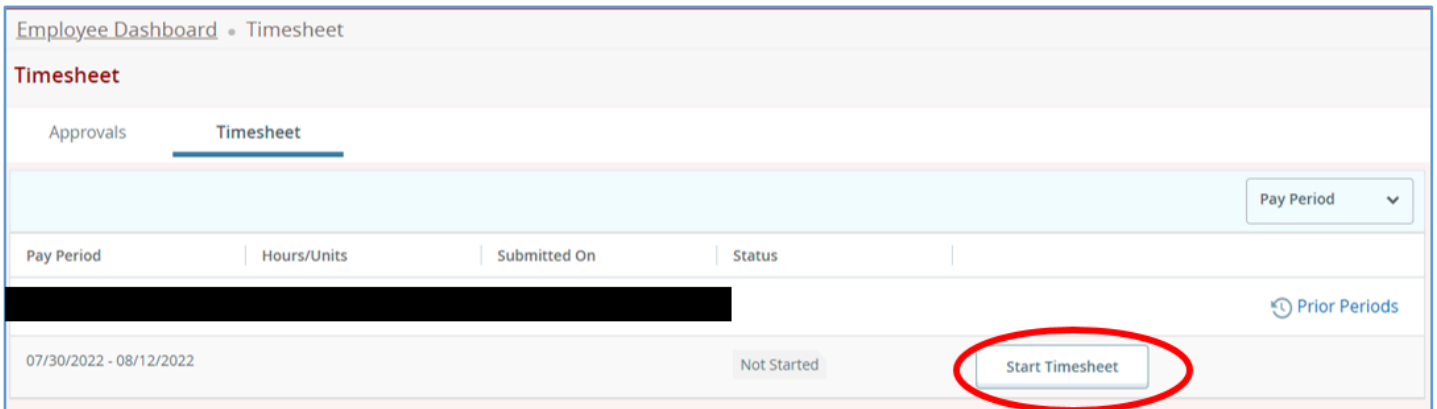 Employee Dashboard • Timesheet
Timesheet
Approvals Timesheet
Pay Period
Pay Period Hours/Units Submitted On Status
Prior Periods
07/30/2022 - 08/12/2022 Not Started Start Timesheet